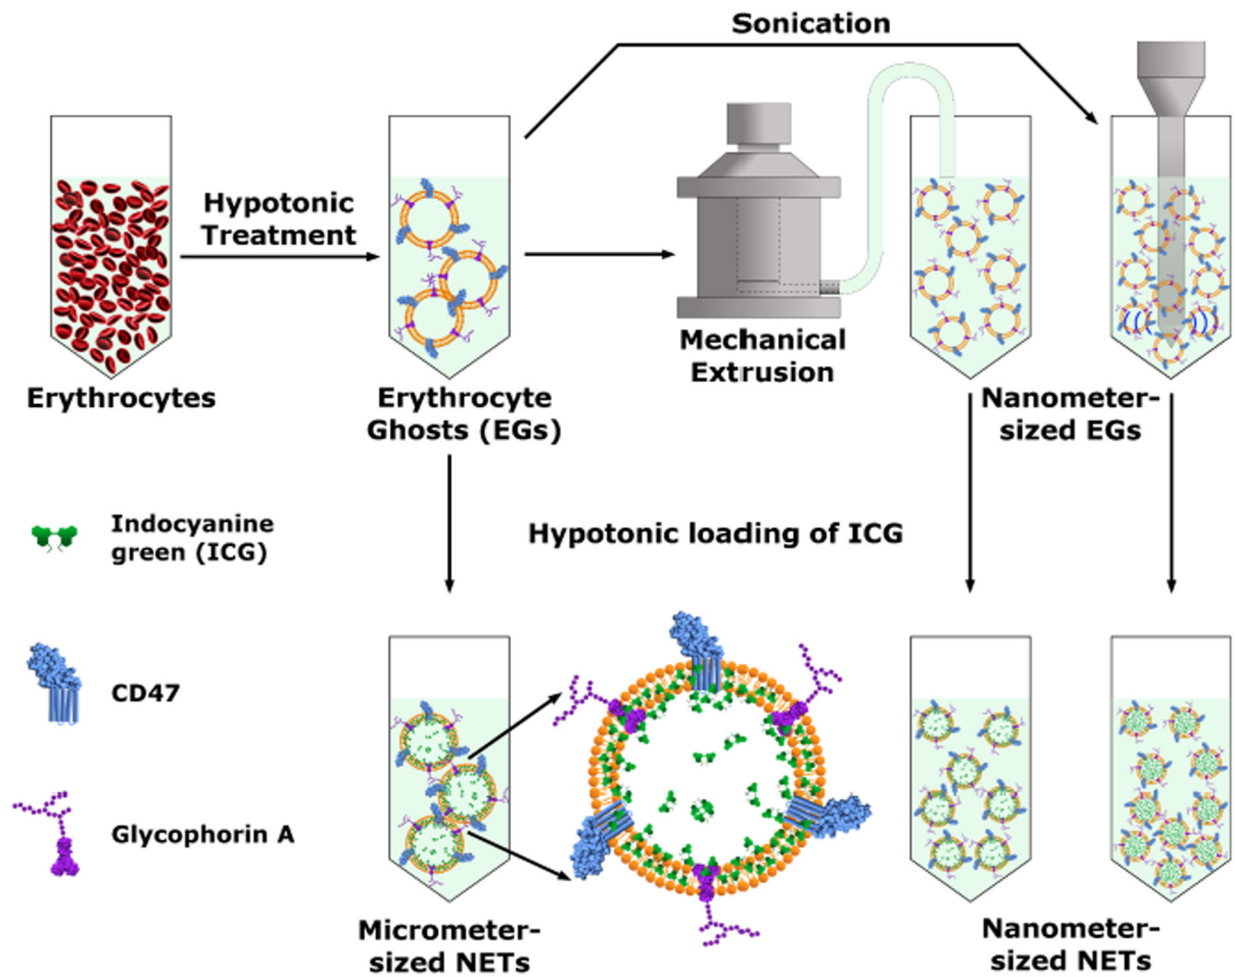 Sonication
Hypotonic
Treatment
Mechanical
Extrusion
Erythrocytes
Erythrocyte
Ghosts (EGs)
Nanometer-
sized EGs
Indocyanine
green (ICG)
Hypotonic loading of ICG
CD47
Glycophorin A
Micrometer-
sized NETs
Nanometer-
sized NETs